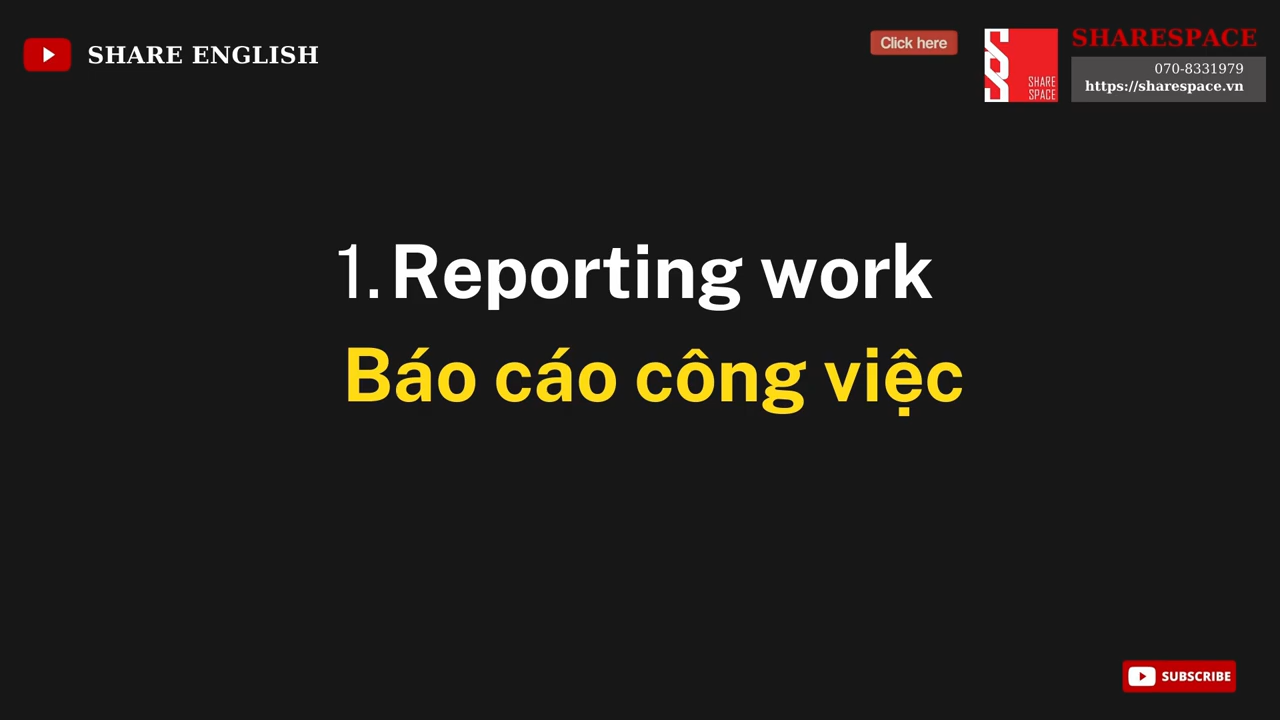 SHARE ENGLISH
Click here
SHARE
SPACE
SHARESPACE
070-8331979
https://sharespace.vn
1. Reporting work
Báo cáo công việc
SUBSCRIBE